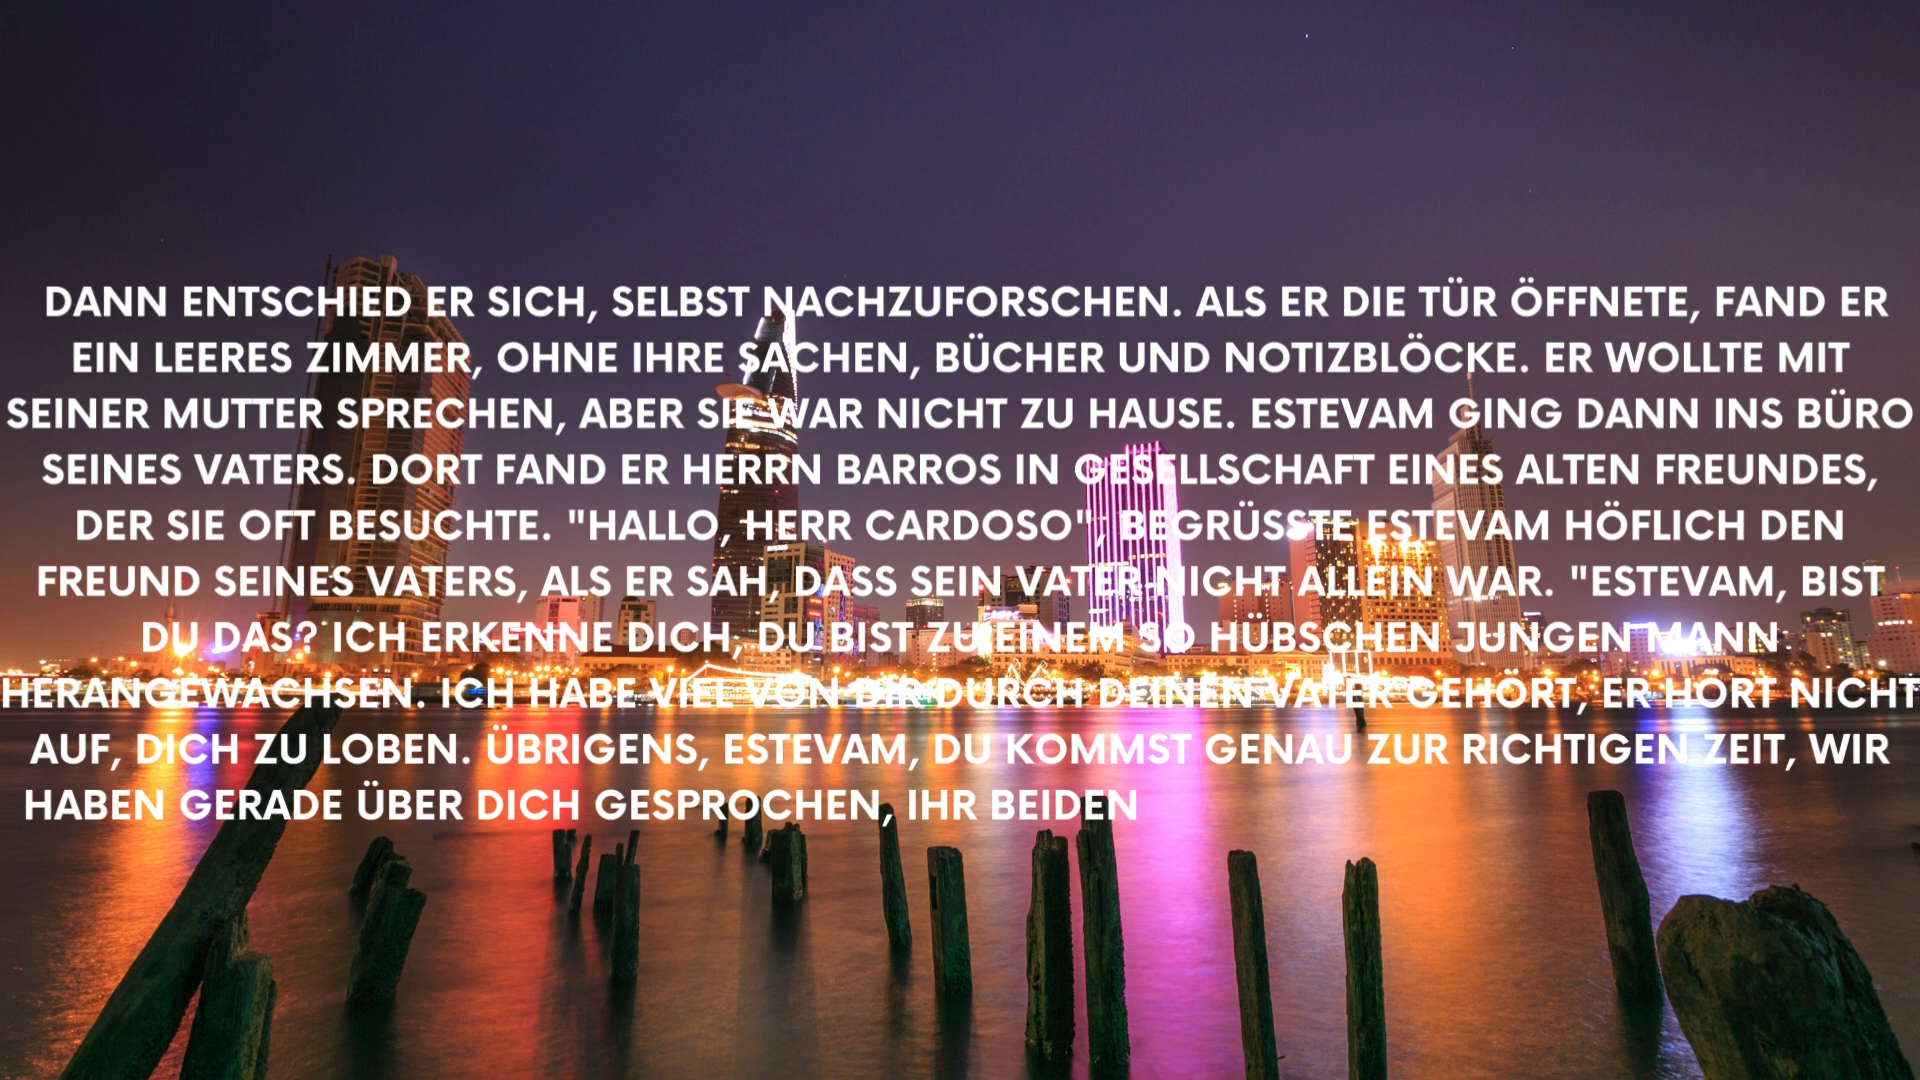 DANN ENTSCHIED ER SICH, SELBST NACHZUFORSCHEN. ALS ER DIE TÜR ÖFFNETE, FAND ER
EIN LEERES ZIMMER, OHNE IHRE SACHEN, BÜCHER UND NOTIZBLÖCKE. ER WOLLTE MIT
SEINER MUTTER SPRECHEN, ABER SIE WAR NICHT ZU HAUSE. ESTEVAM GING DANN INS BÜRO
SEINES VATERS. DORT FAND ER HERRN BARROS IN GESELLSCHAFT EINES ALTEN FREUNDES,
DER SIE OFT BESUCHTE. "HALLO, HERR CARDOSO", BEGRÜSSTE ESTEVAM HÖFLICH DEN
FREUND SEINES VATERS, ALS ER SAH, DASS SEIN VATER NICHT ALLEIN WAR. "ESTEVAM, BIST
DU DAS? ICH ERKENNE DICH, DU BIST ZU EINEM SO HÜBSCHEN JUNGEN MANN
HERANGEWACHSEN. ICH HABE VIEL VON DIR DURCH DEINEN VATER GEHÖRT, ER HÖRT NICHT
AUF, DICH ZU LOBEN. ÜBRIGENS, ESTEVAM, DU KOMMST GENAU ZUR RICHTIGEN ZEIT, WIR
HABEN GERADE ÜBER DICH GESPROCHEN, IHR BEIDEN